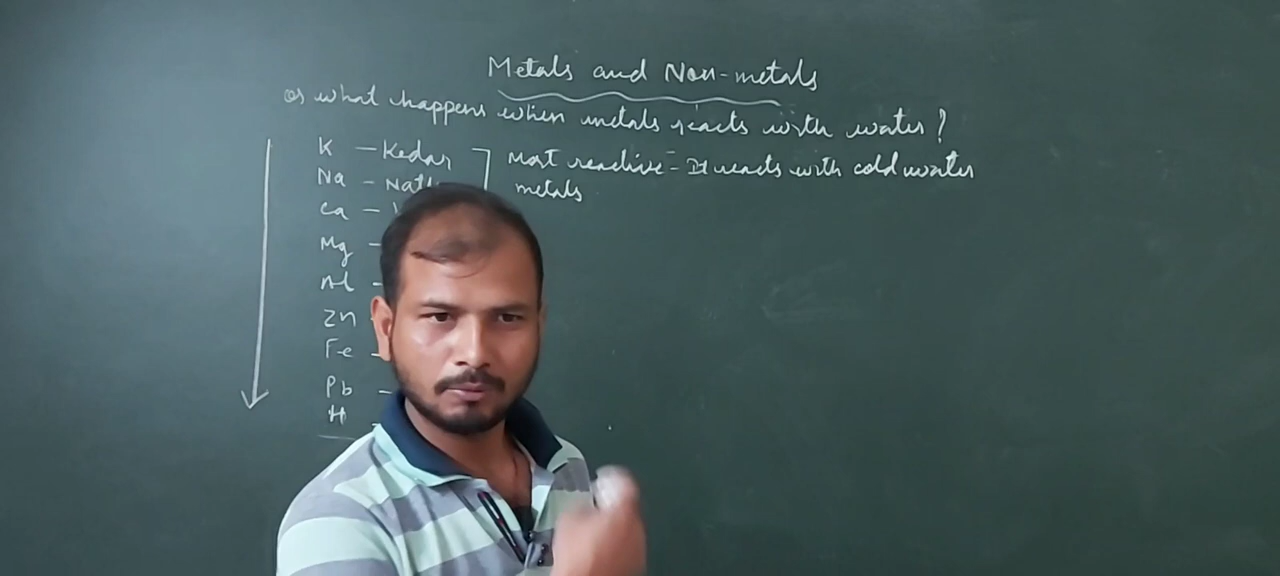 Metals and Non-metals
Q) what happens when metals reacts with water?
K — Kedar ] Most reactive - It reacts with cold water
Na - Nath metals
Ca -
Mg -
Al -
Zn
Fe -
Pb -
H